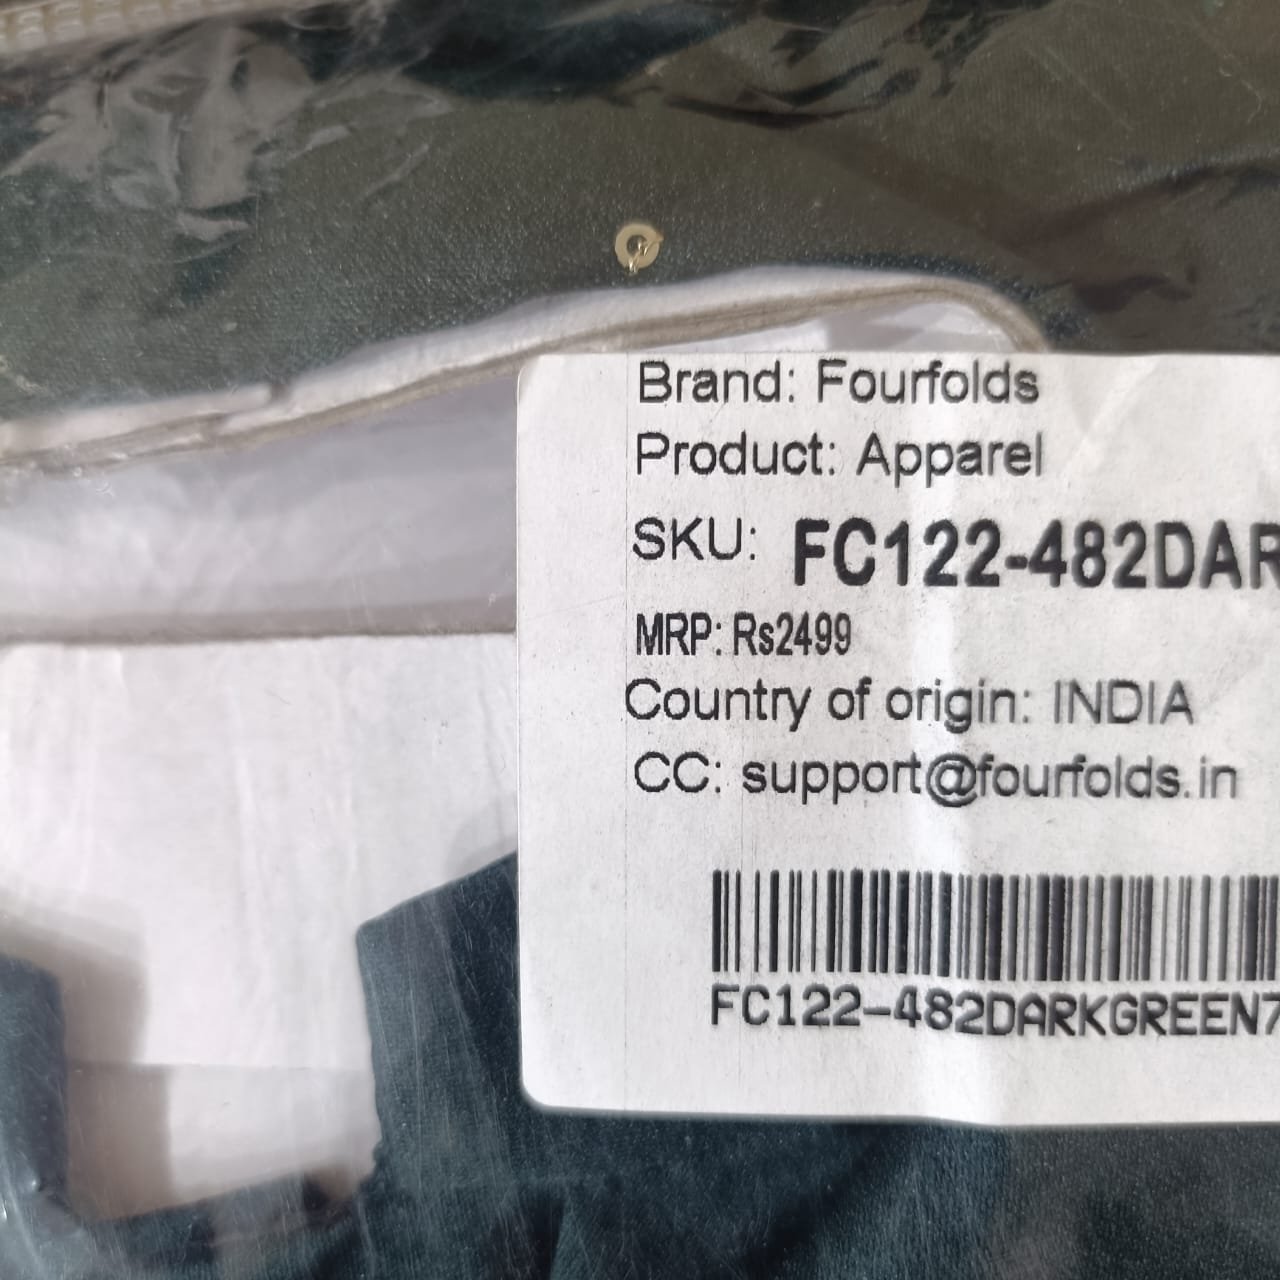 Brand: Fourfolds
Product: Apparel
SKU: FC122-482DAR
MRP: Rs2499
Country of origin: INDIA
CC: support@fourfolds.in
FC122-482DARKGREEN7